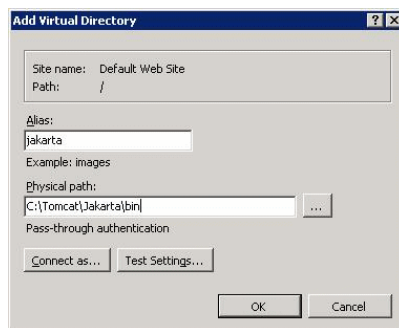 Add Virtual Directory
Site name: Default Web Site
Path: /
Alias:
jakarta
Example: images
Physical path:
C:\Tomcat\Jakarta\bin
...
Pass-through authentication
Connect as... Test Settings...
OK Cancel